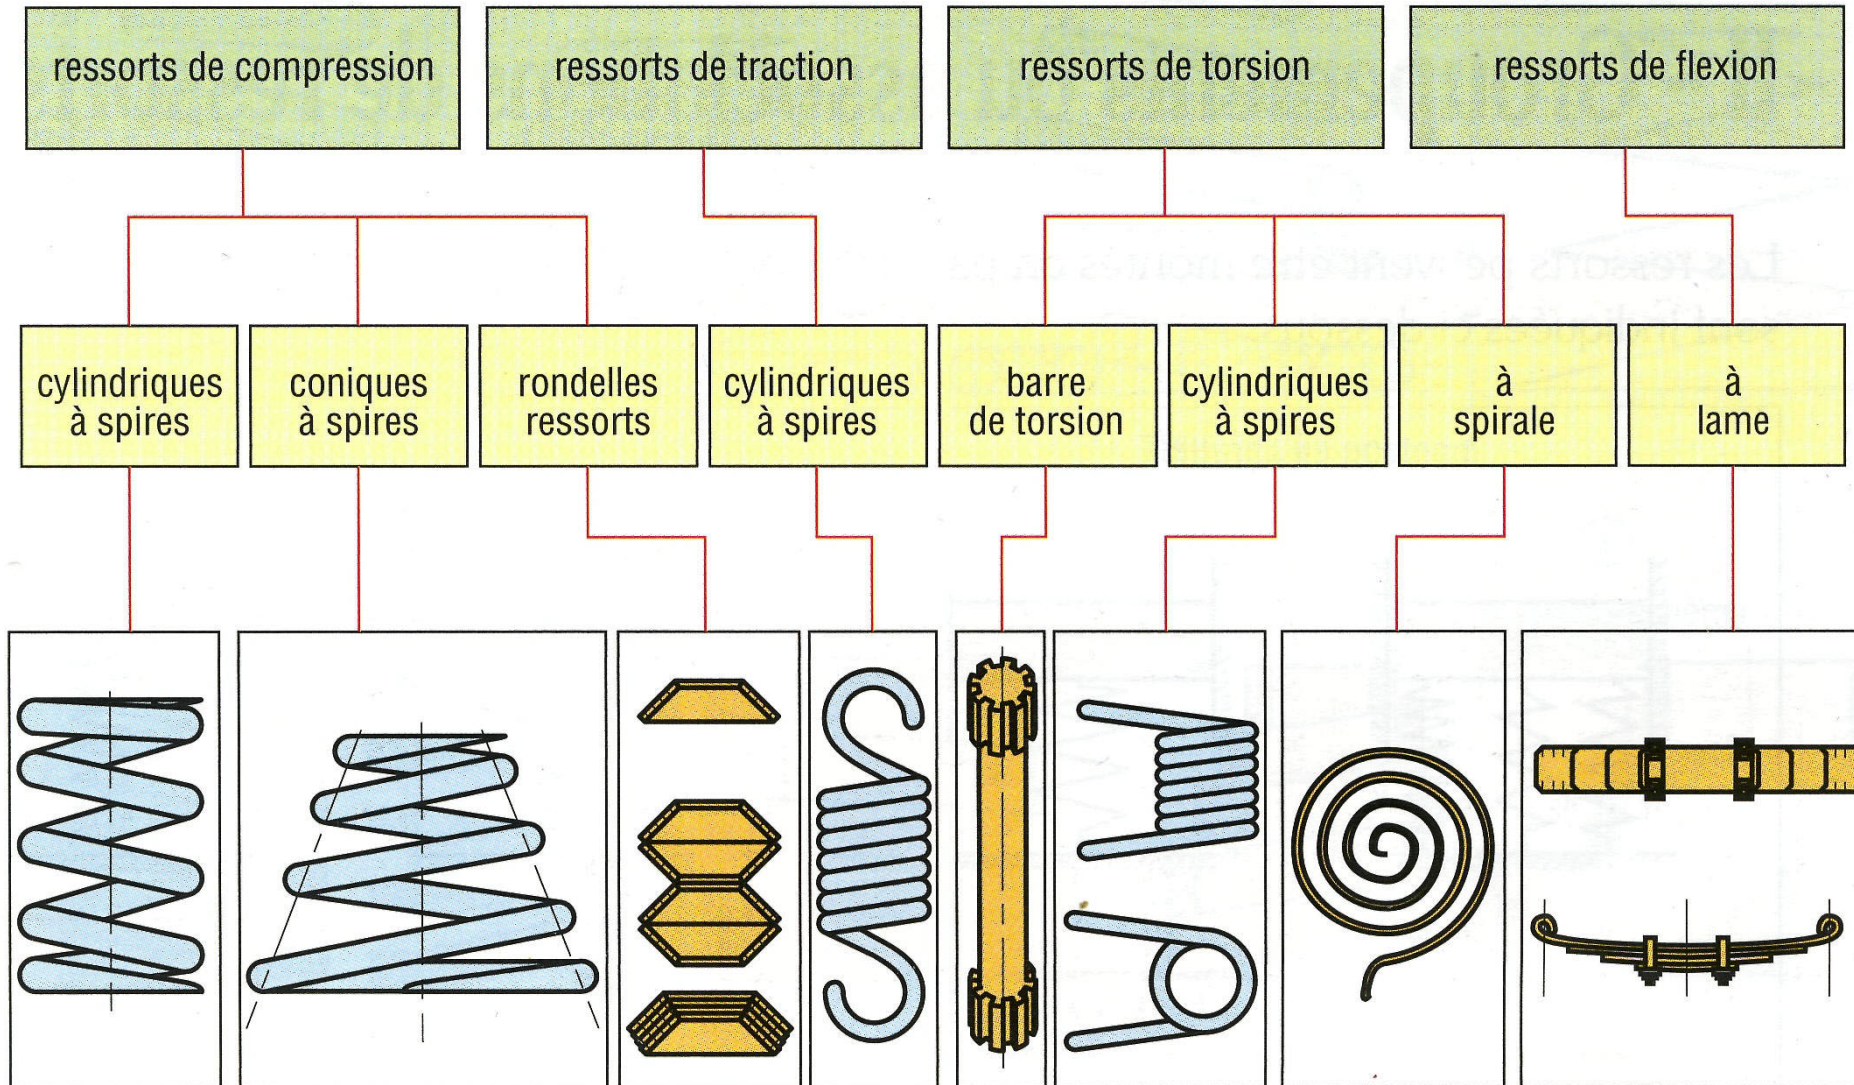 ressorts de compression
ressorts de traction
ressorts de torsion
ressorts de flexion
cylindriques
à spires
coniques
à spires
rondelles
ressorts
cylindriques
à spires
barre
de torsion
cylindriques
à spires
à
spirale
à
lame